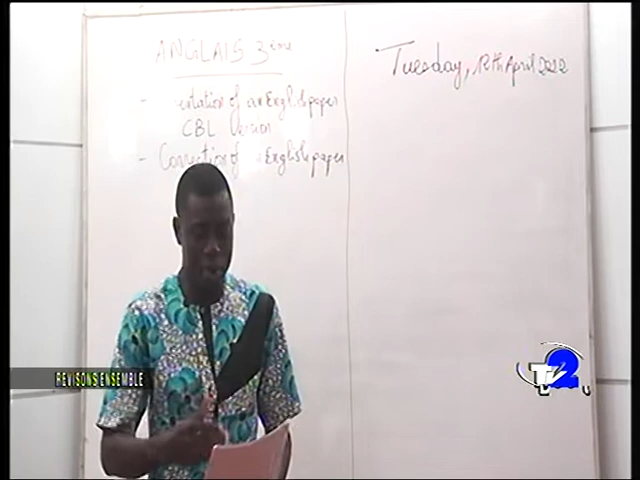 ANGLAIS 3ème
- entation of an English paper
CBL Version
- Correction of an English paper
Tuesday, 12th April 2022
REVISONS ENSEMBLE